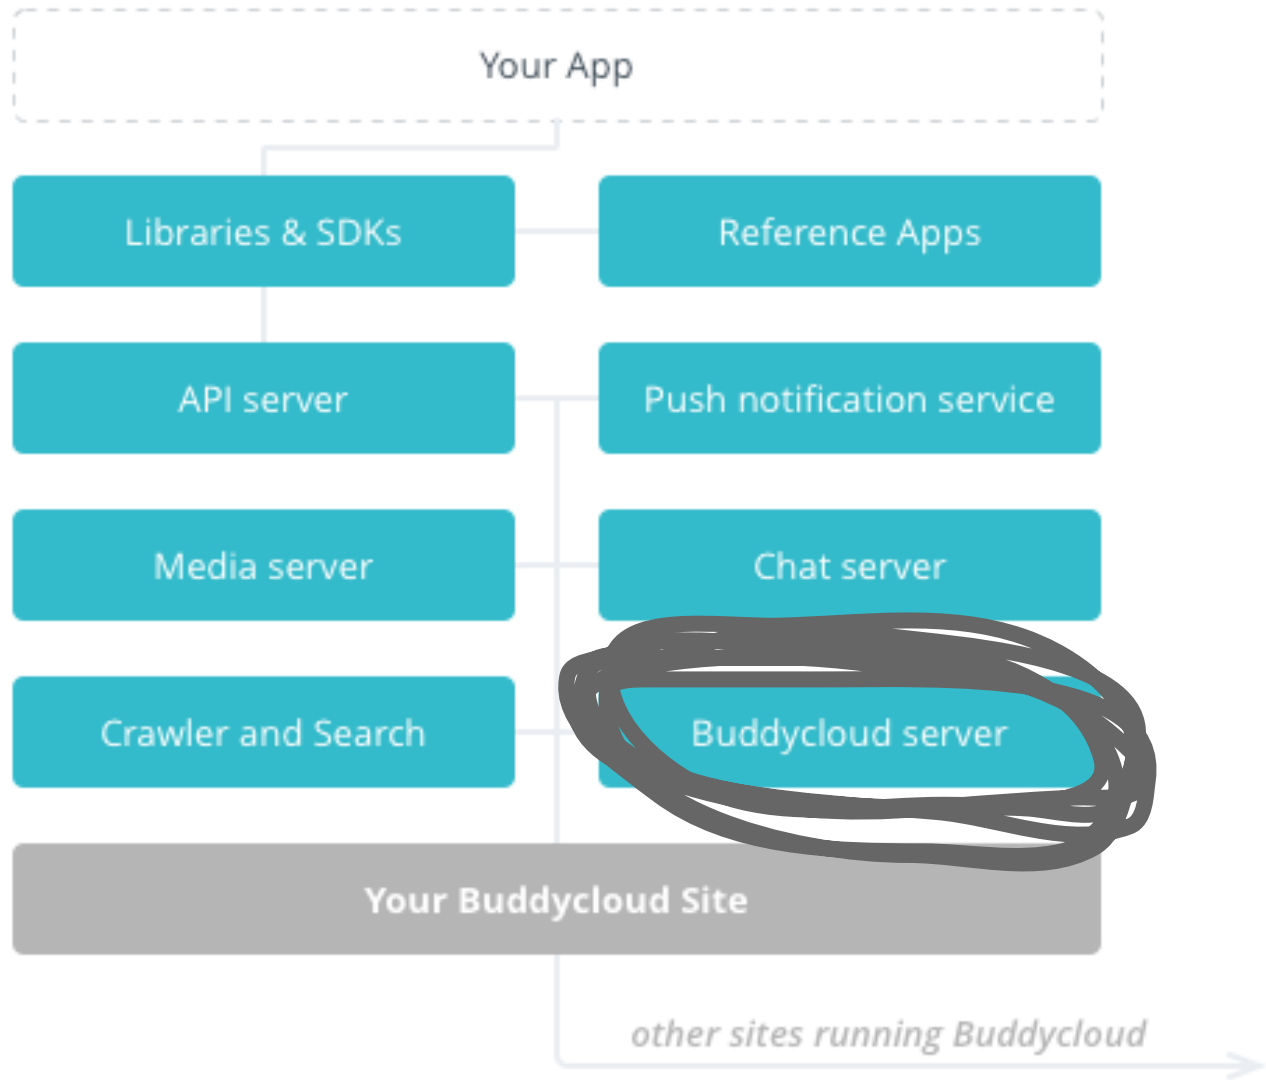 Your App
Libraries & SDKs
Reference Apps
API server
Push notification service
Media server
Chat server
Crawler and Search
Buddycloud server
Your Buddycloud Site
other sites running Buddycloud